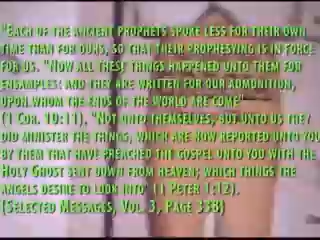 "Each of the ancient prophets spoke less for their own
time than for ours, so that their prophesying is in force
for us. "Now all these things happened unto them for
ensamples: and they are written for our admonition,
upon whom the ends of the world are come"
(1 Cor. 10:11). "Not unto themselves, but unto us they
did minister the things, which are now reported unto you
by them that have preached the gospel unto you with the
Holy Ghost sent down from heaven; which things the
angels desire to look into" (1 Peter 1:12).
(Selected Messages, Vol. 3, Page 338)